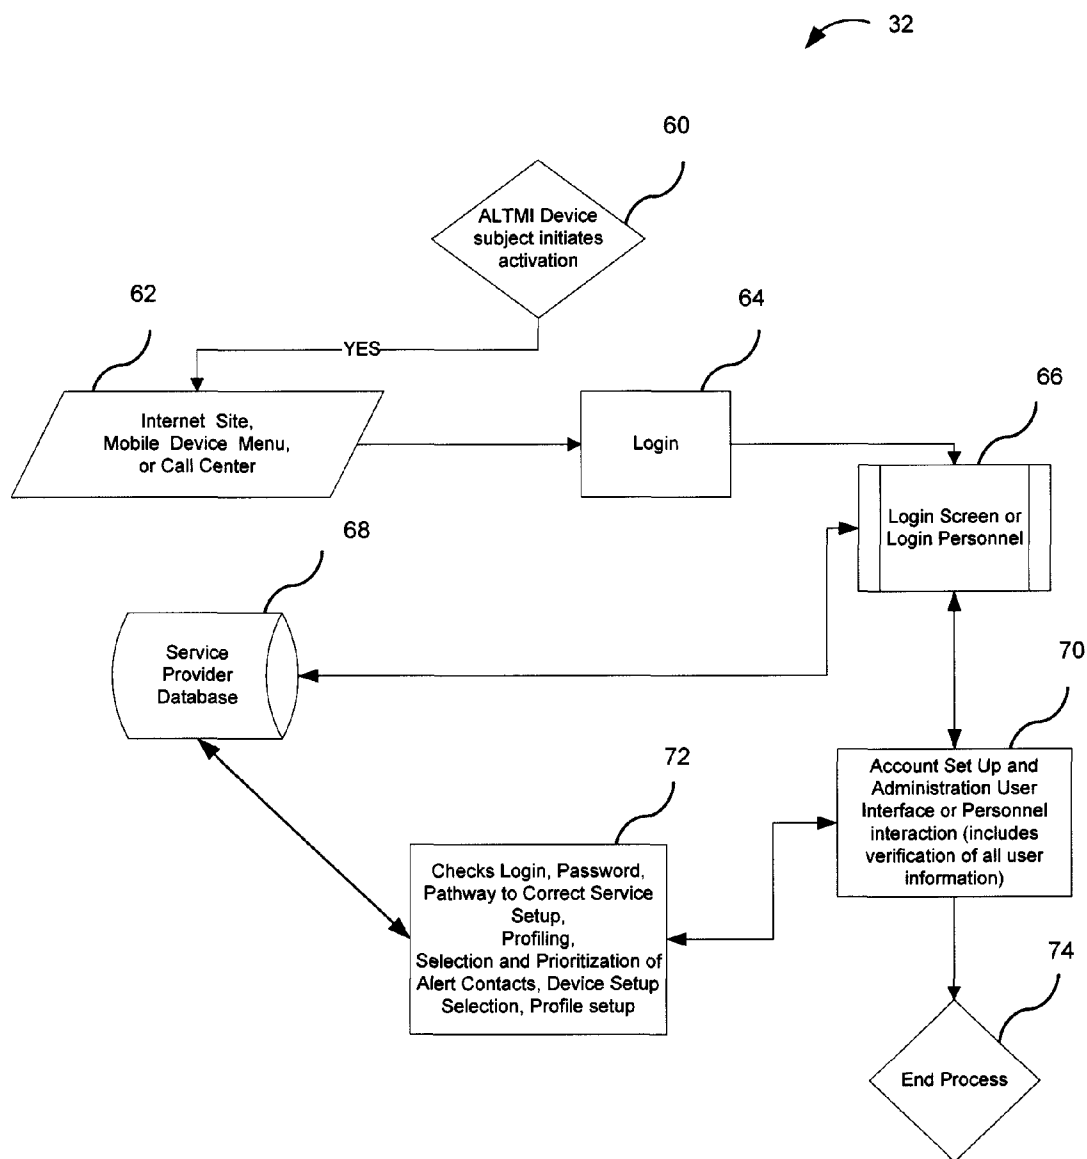 32
60
ALTMI Device
subject initiates
activation
62
YES
64
Internet Site,
Mobile Device Menu,
or Call Center
Login
66
Login Screen or
Login Personnel
68
Service
Provider
Database
70
Account Set Up and
Administration User
Interface or Personnel
interaction (includes
verification of all user
information)
72
Checks Login, Password,
Pathway to Correct Service
Setup,
Profiling,
Selection and Prioritization of
Alert Contacts, Device Setup
Selection, Profile setup
74
End Process